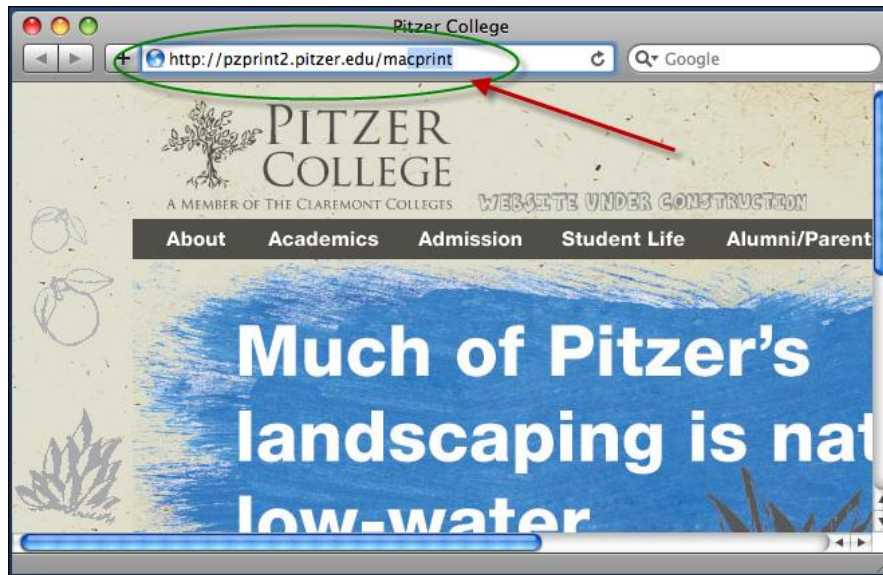 Pitzer College
+ http://pzprint2.pitzer.edu/macprint Google
PITZER
COLLEGE
A MEMBER OF THE CLAREMONT COLLEGES WEBSITE UNDER CONSTRUCTION
About Academics Admission Student Life Alumni/Parent
Much of Pitzer's
landscaping is nat
low-water